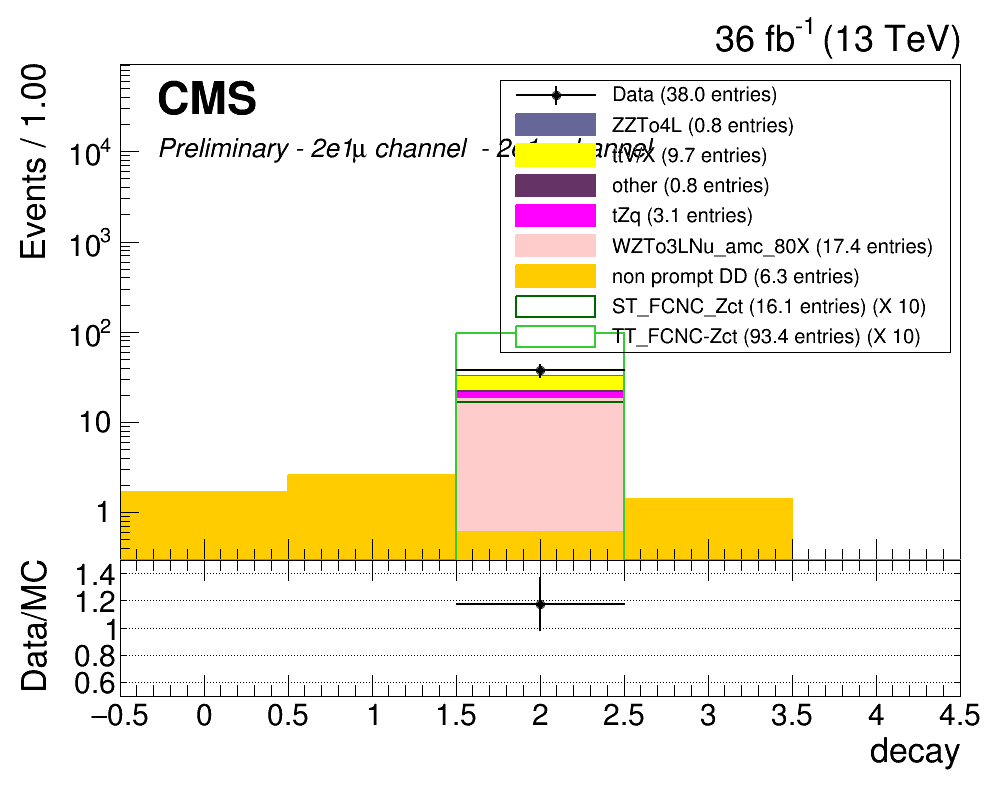 36 fb-1 (13 TeV)
CMS
Preliminary - 2e1μ channel - 2e1μ channel
Data (38.0 entries)
ZZTo4L (0.8 entries)
ttV/X (9.7 entries)
other (0.8 entries)
tZq (3.1 entries)
WZTo3LNu_amc_80X (17.4 entries)
non prompt DD (6.3 entries)
ST_FCNC_Zct (16.1 entries) (X 10)
TT_FCNC-Zct (93.4 entries) (X 10)
Events / 1.00
10^4
10^3
10^2
10
1
Data/MC
1.4
1.2
1
0.8
0.6
−0.5 0 0.5 1 1.5 2 2.5 3 3.5 4 4.5
decay